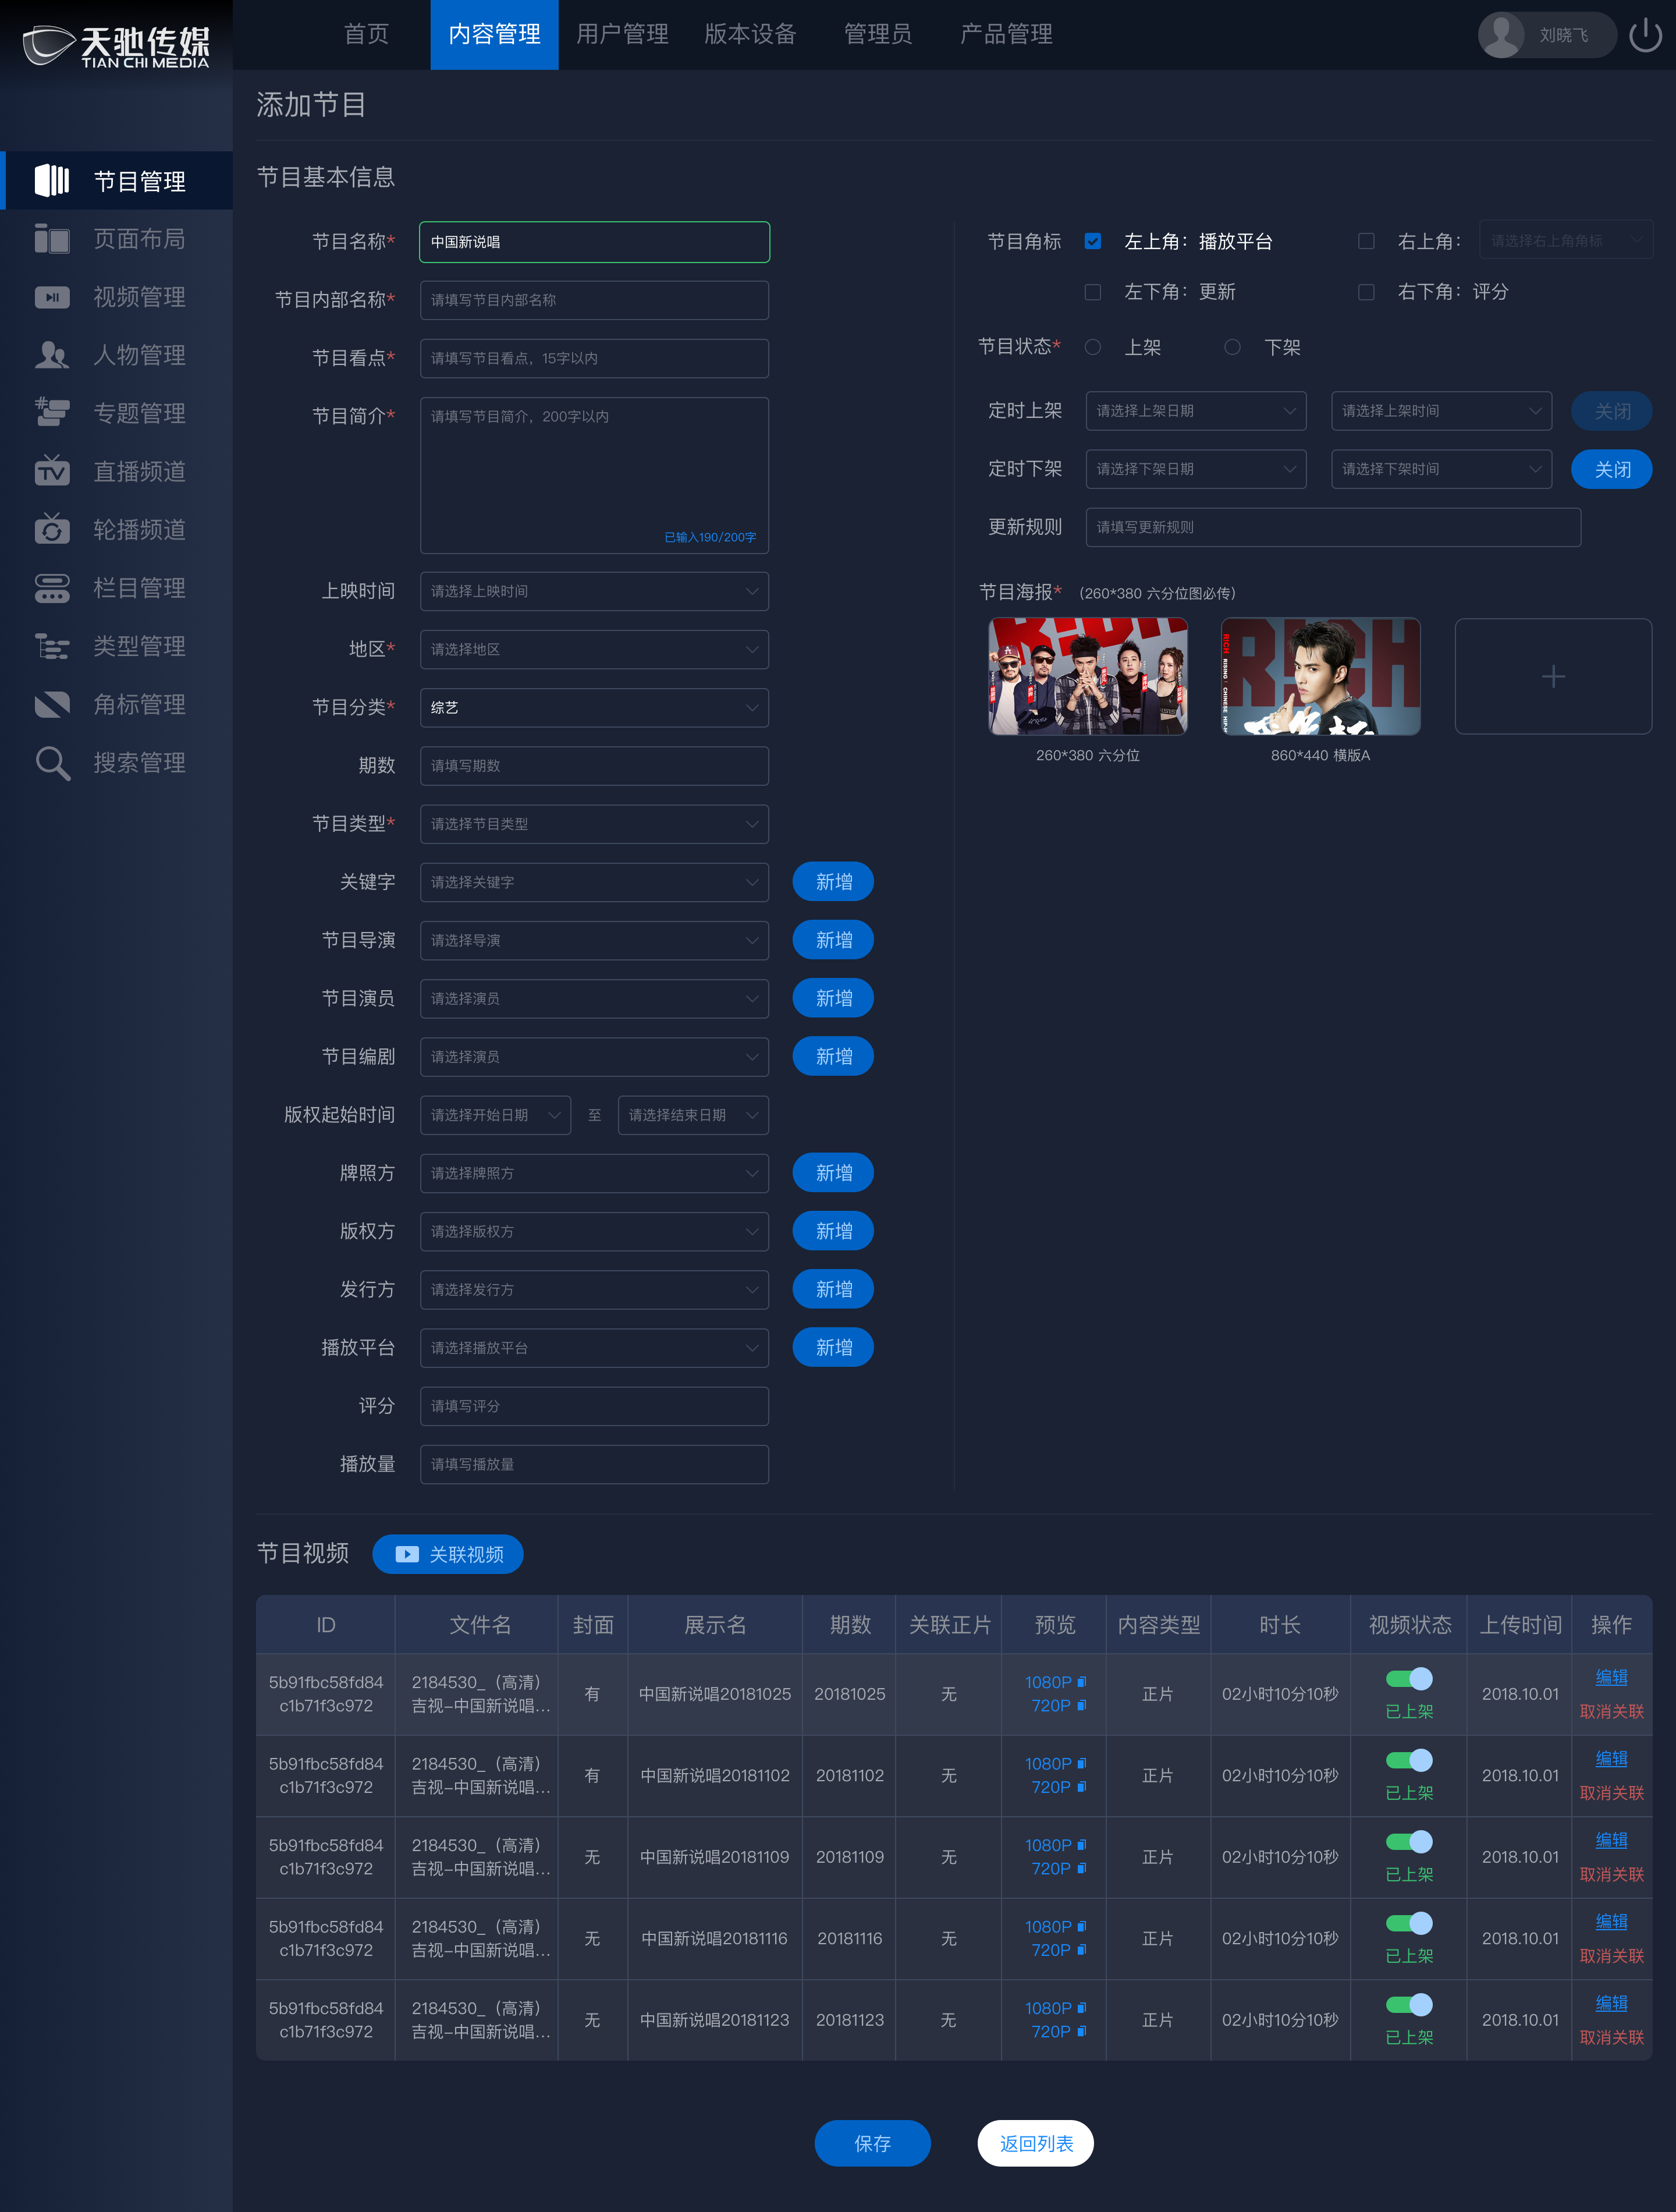 天驰传媒
TIAN CHI MEDIA
首页
内容管理
用户管理
版本设备
管理员
产品管理
刘晓飞
节目管理
页面布局
视频管理
人物管理
专题管理
直播频道
轮播频道
栏目管理
类型管理
角标管理
搜索管理
添加节目
节目基本信息
节目名称* 中国新说唱
节目内部名称* 请填写节目内部名称
节目看点* 请填写节目看点，15字以内
节目简介* 请填写节目简介，200字以内
已输入190/200字
上映时间 请选择上映时间
地区* 请选择地区
节目分类* 综艺
期数 请填写期数
节目类型* 请选择节目类型
关键字 请选择关键字 新增
节目导演 请选择导演 新增
节目演员 请选择演员 新增
节目编剧 请选择演员 新增
版权起始时间 请选择开始日期 至 请选择结束日期
牌照方 请选择牌照方 新增
版权方 请选择版权方 新增
发行方 请选择发行方 新增
播放平台 请选择播放平台 新增
评分 请填写评分
播放量 请填写播放量
节目角标 左上角：播放平台 右上角： 请选择右上角角标
左下角：更新 右下角：评分
节目状态* 上架 下架
定时上架 请选择上架日期 请选择上架时间 关闭
定时下架 请选择下架日期 请选择下架时间 关闭
更新规则 请填写更新规则
节目海报* （260*380 六分位图必传）
RICH
RICH
RISING! CHINESE HIP-H
260*380 六分位
860*440 横版A
节目视频 关联视频
ID 文件名 封面 展示名 期数 关联正片 预览 内容类型 时长 视频状态 上传时间 操作
5b91fbc58fd84 2184530_（高清） 1080P 编辑
有 中国新说唱20181025 20181025 无 正片 02小时10分10秒 2018.10.01
c1b71f3c972 吉视-中国新说唱... 720P 已上架 取消关联
5b91fbc58fd84 2184530_（高清） 1080P 编辑
有 中国新说唱20181102 20181102 无 正片 02小时10分10秒 2018.10.01
c1b71f3c972 吉视-中国新说唱... 720P 已上架 取消关联
5b91fbc58fd84 2184530_（高清） 1080P 编辑
无 中国新说唱20181109 20181109 无 正片 02小时10分10秒 2018.10.01
c1b71f3c972 吉视-中国新说唱... 720P 已上架 取消关联
5b91fbc58fd84 2184530_（高清） 1080P 编辑
无 中国新说唱20181116 20181116 无 正片 02小时10分10秒 2018.10.01
c1b71f3c972 吉视-中国新说唱... 720P 已上架 取消关联
5b91fbc58fd84 2184530_（高清） 1080P 编辑
无 中国新说唱20181123 20181123 无 正片 02小时10分10秒 2018.10.01
c1b71f3c972 吉视-中国新说唱... 720P 已上架 取消关联
保存
返回列表